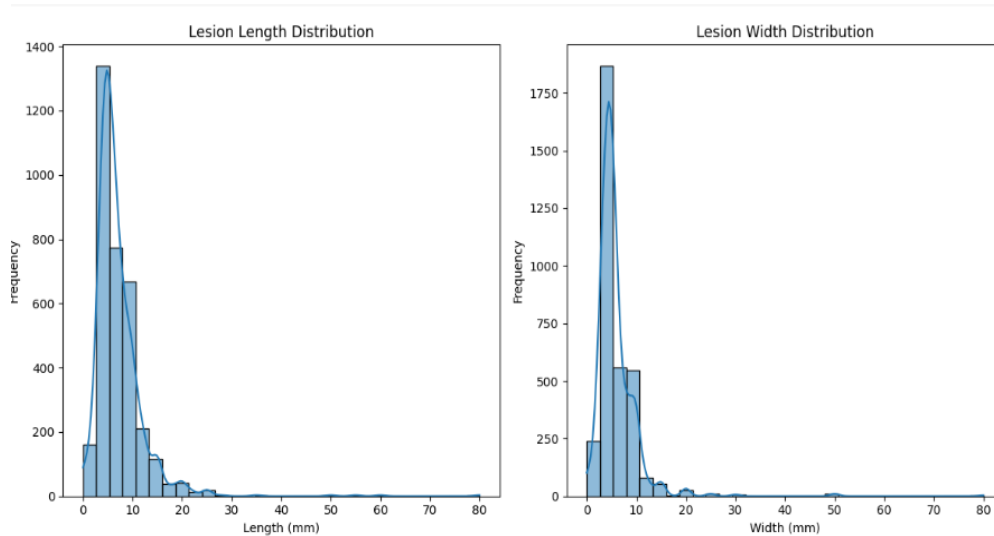 Lesion Length Distribution
1400
1200
1000
800
600
400
200
0
Frequency
0 10 20 30 40 50 60 70 80
Length (mm)
Lesion Width Distribution
1750
1500
1250
1000
750
500
250
0
Frequency
0 10 20 30 40 50 60 70 80
Width (mm)